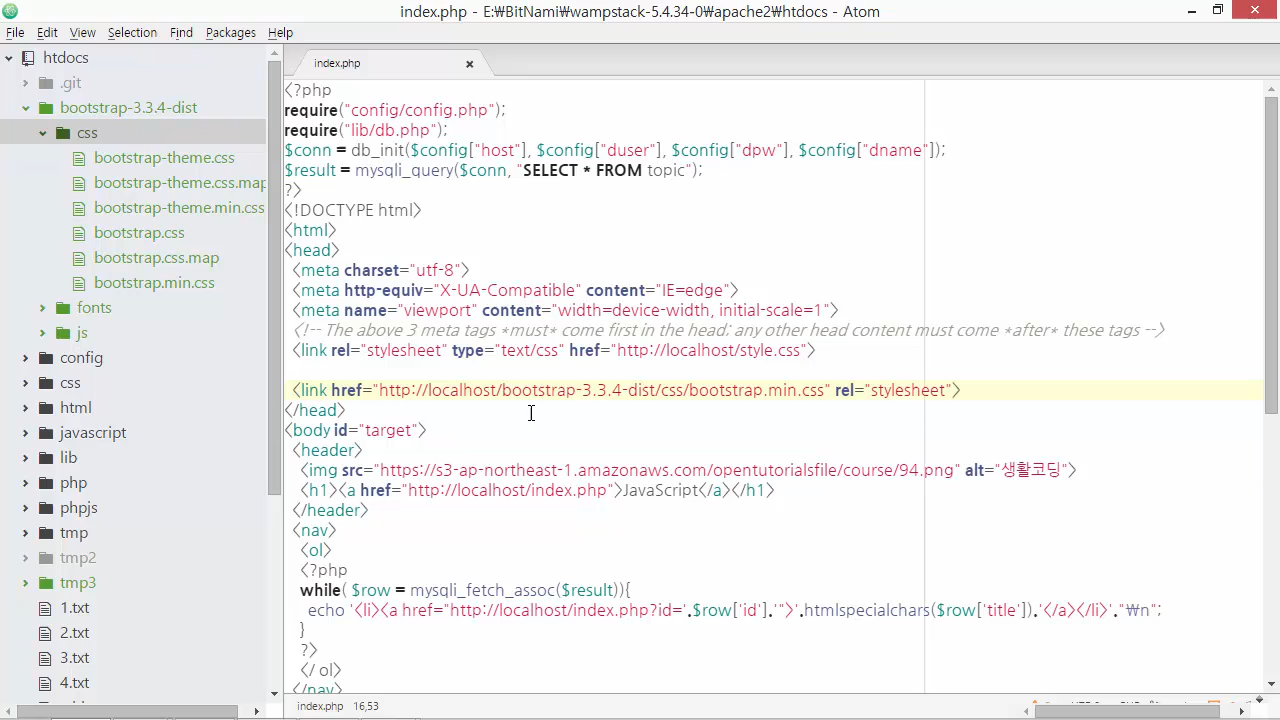 index.php - E:\BitNami\wampstack-5.4.34-0\apache2\htdocs - Atom
File Edit View Selection Find Packages Help
htdocs
.git
bootstrap-3.3.4-dist
css
bootstrap-theme.css
bootstrap-theme.css.map
bootstrap-theme.min.css
bootstrap.css
bootstrap.css.map
bootstrap.min.css
fonts
js
config
css
html
javascript
lib
php
phpjs
tmp
tmp2
tmp3
1.txt
2.txt
3.txt
4.txt
index.php
<?php
require("config/config.php");
require("lib/db.php");
$conn = db_init($config["host"], $config["duser"], $config["dpw"], $config["dname"]);
$result = mysqli_query($conn, "SELECT * FROM topic");
?>
<!DOCTYPE html>
<html>
<head>
<meta charset="utf-8">
<meta http-equiv="X-UA-Compatible" content="IE=edge">
<meta name="viewport" content="width=device-width, initial-scale=1">
<!-- The above 3 meta tags *must* come first in the head; any other head content must come *after* these tags -->
<link rel="stylesheet" type="text/css" href="http://localhost/style.css">
<link href="http://localhost/bootstrap-3.3.4-dist/css/bootstrap.min.css" rel="stylesheet">
</head>
<body id="target">
<header>
<img src="https://s3-ap-northeast-1.amazonaws.com/opentutorialsfile/course/94.png" alt="생활코딩">
<h1><a href="http://localhost/index.php">JavaScript</a></h1>
</header>
<nav>
<ol>
<?php
while( $row = mysqli_fetch_assoc($result)){
echo '<li><a href="http://localhost/index.php?id='.$row['id'].'">'.htmlspecialchars($row['title']).'</a></li>'."₩n";
}
?>
</ ol>
</nav>
index.php 16,53